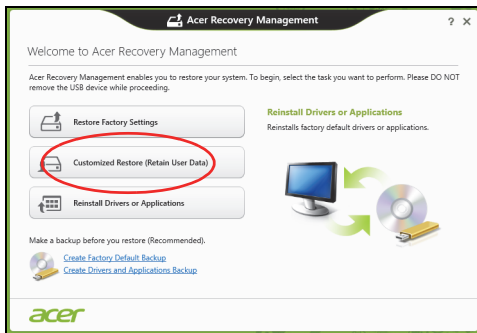 Acer Recovery Management
? X
Welcome to Acer Recovery Management
Acer Recovery Management enables you to restore your system. To begin, select the task you want to perform. Please DO NOT
remove the USB device while proceeding.
Restore Factory Settings
Customized Restore (Retain User Data)
Reinstall Drivers or Applications
Reinstall Drivers or Applications
Reinstalls factory default drivers or applications.
Make a backup before you restore (Recommended).
Create Factory Default Backup
Create Drivers and Applications Backup
acer